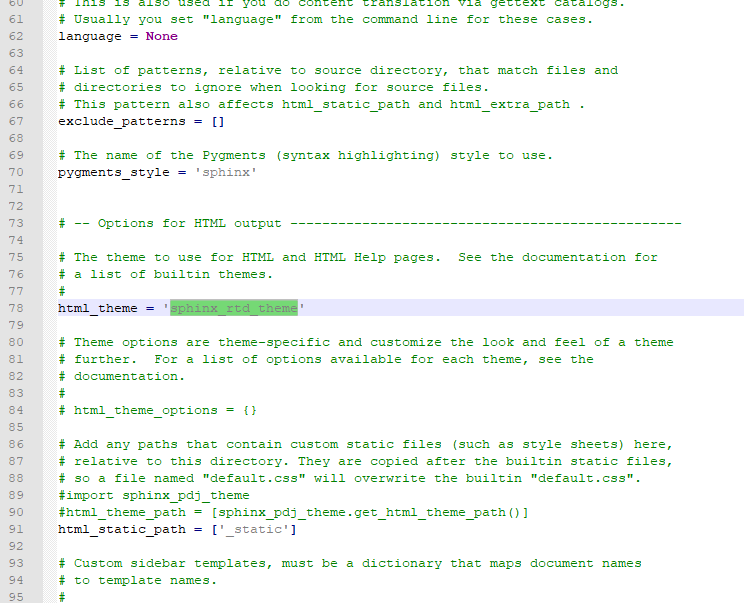 60 # This is also used if you do content translation via gettext catalogs.
61 # Usually you set "language" from the command line for these cases.
62 language = None
63
64 # List of patterns, relative to source directory, that match files and
65 # directories to ignore when looking for source files.
66 # This pattern also affects html_static_path and html_extra_path .
67 exclude_patterns = []
68
69 # The name of the Pygments (syntax highlighting) style to use.
70 pygments_style = 'sphinx'
71
72
73 # -- Options for HTML output -------------------------------------------------
74
75 # The theme to use for HTML and HTML Help pages.  See the documentation for
76 # a list of builtin themes.
77 #
78 html_theme = 'sphinx_rtd_theme'
79
80 # Theme options are theme-specific and customize the look and feel of a theme
81 # further.  For a list of options available for each theme, see the
82 # documentation.
83 #
84 # html_theme_options = {}
85
86 # Add any paths that contain custom static files (such as style sheets) here,
87 # relative to this directory. They are copied after the builtin static files,
88 # so a file named "default.css" will overwrite the builtin "default.css".
89 #import sphinx_pdj_theme
90 #html_theme_path = [sphinx_pdj_theme.get_html_theme_path()]
91 html_static_path = ['_static']
92
93 # Custom sidebar templates, must be a dictionary that maps document names
94 # to template names.
95 #